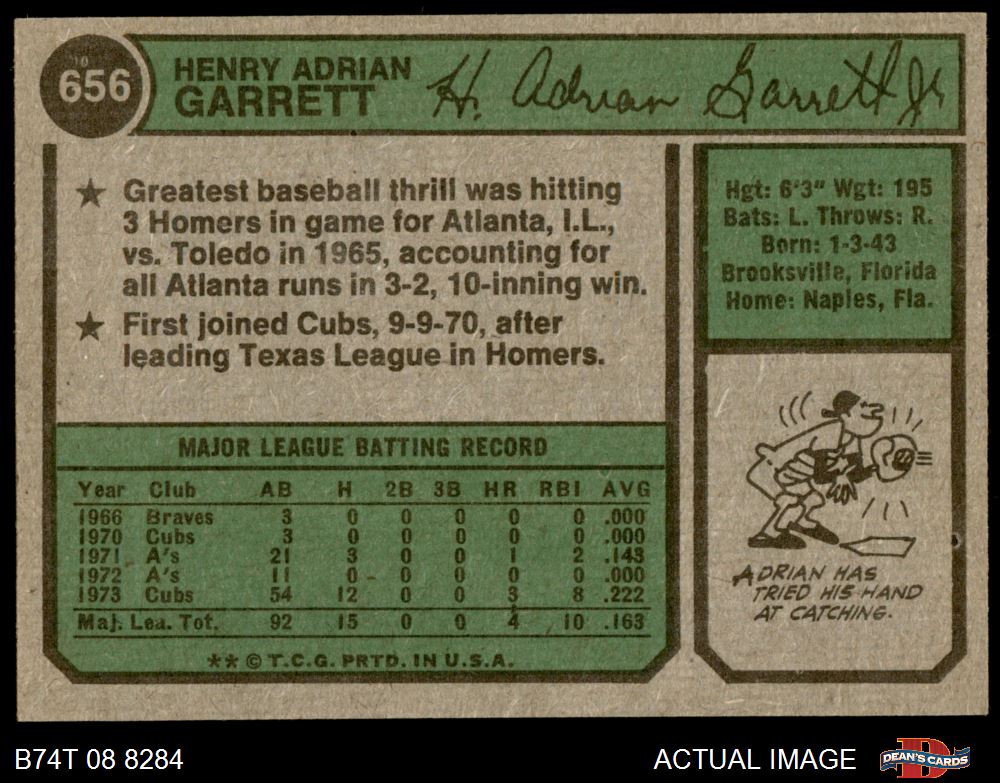 656
HENRY ADRIAN
GARRETT
H. Adrian Garrett Jr
★ Greatest baseball thrill was hitting
3 Homers in game for Atlanta, I.L.,
vs. Toledo in 1965, accounting for
all Atlanta runs in 3-2, 10-inning win.
★ First joined Cubs, 9-9-70, after
leading Texas League in Homers.
Hgt: 6'3" Wgt: 195
Bats: L. Throws: R.
Born: 1-3-43
Brooksville, Florida
Home: Naples, Fla.
MAJOR LEAGUE BATTING RECORD
Year Club AB H 2B 3B HR RBI AVG
1966 Braves 3 0 0 0 0 0 .000
1970 Cubs 3 0 0 0 0 0 .000
1971 A's 21 3 0 0 1 2 .143
1972 A's 11 0 0 0 0 0 .000
1973 Cubs 54 12 0 0 3 8 .222
Maj. Lea. Tot. 92 15 0 0 4 10 .163
** © T.C.G. PRTD. IN U.S.A.
ADRIAN HAS
TRIED HIS HAND
AT CATCHING.
B74T 08 8284
ACTUAL IMAGE
DEAN'S CARDS